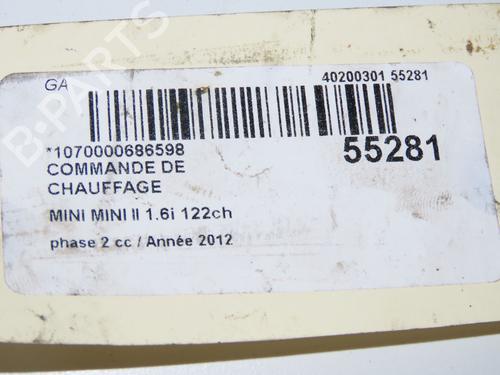 GA
40200301 55281
*1070000686598
55281
COMMANDE DE
CHAUFFAGE
MINI MINI II 1.6i 122ch
phase 2 cc / Année 2012
B-PARTS